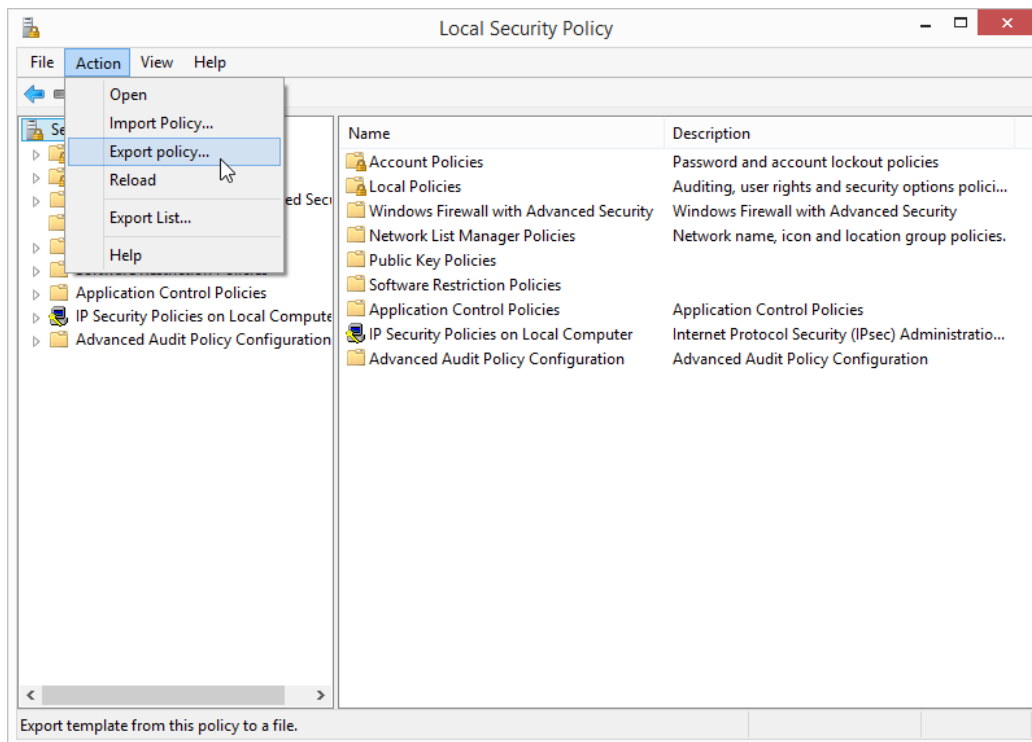 Local Security Policy
File Action View Help
Open
Import Policy...
Export policy...
Reload
Export List...
Help
Se
ed Secu
Application Control Policies
IP Security Policies on Local Compute
Advanced Audit Policy Configuration
Name Description
Account Policies Password and account lockout policies
Local Policies Auditing, user rights and security options polici...
Windows Firewall with Advanced Security Windows Firewall with Advanced Security
Network List Manager Policies Network name, icon and location group policies.
Public Key Policies
Software Restriction Policies
Application Control Policies Application Control Policies
IP Security Policies on Local Computer Internet Protocol Security (IPsec) Administratio...
Advanced Audit Policy Configuration Advanced Audit Policy Configuration
Export template from this policy to a file.